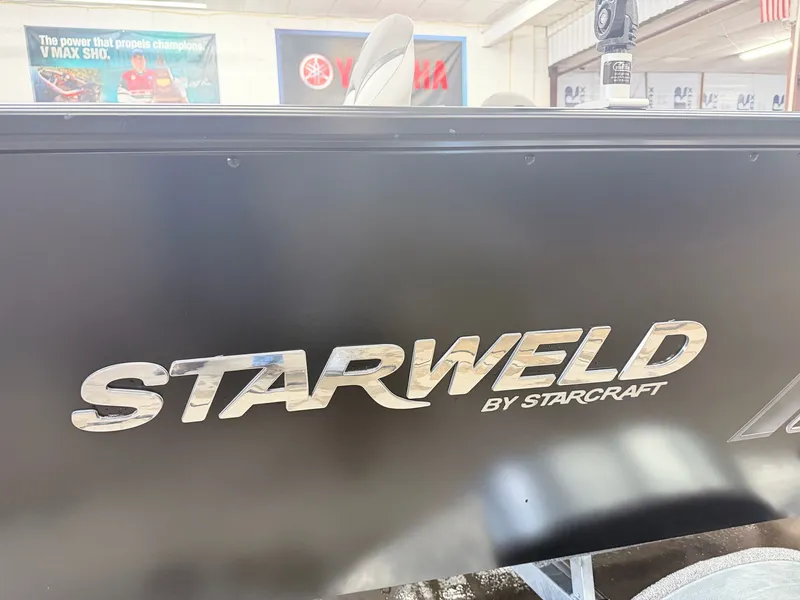 The power that propels champions.
V MAX SHO.
YAMAHA
STARWELD
BY STARCRAFT